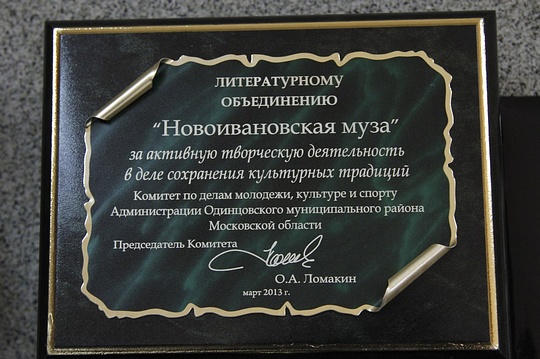 ЛИТЕРАТУРНОМУ
ОБЪЕДИНЕНИЮ
“Новоивановская муза”
за активную творческую деятельность
в деле сохранения культурных традиций
Комитет по делам молодежи, культуре и спорту
Администрации Одинцовского муниципального района
Московской области
Председатель Комитета
О.А. Ломакин
март 2013 г.